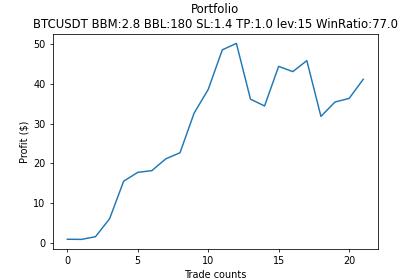 Portfolio
BTCUSDT BBM:2.8 BBL:180 SL:1.4 TP:1.0 lev:15 WinRatio:77.0
50
40
30
20
10
0
Profit ($)
0 5 10 15 20
Trade counts